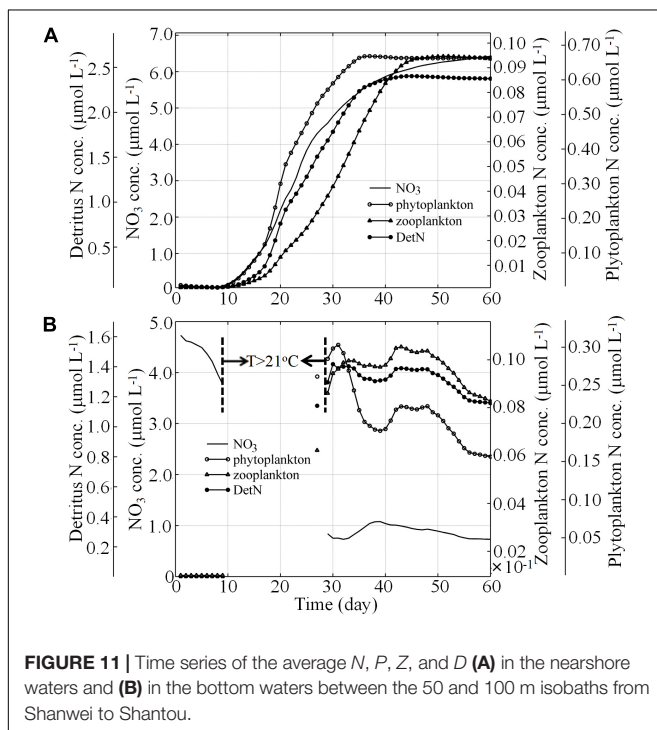 A
Detritus N conc. (µmol L⁻¹)
2.5
2.0
1.5
1.0
0.5
NO₃ conc. (µmol L⁻¹)
7.0
6.0
5.0
4.0
3.0
2.0
1.0
0
NO₃
phytoplankton
zooplankton
DetN
0.10
0.09
0.08
0.07
0.06
0.05
0.04
0.03
0.02
0.01
Zooplankton N conc. (µmol L⁻¹)
0.70
0.60
0.50
0.40
0.30
0.20
0.10
Phytoplankton N conc. (µmol L⁻¹)
0 10 20 30 40 50 60
B
Detritus N conc. (µmol L⁻¹)
1.6
1.4
1.2
1.0
0.8
0.6
0.4
0.2
NO₃ conc. (µmol L⁻¹)
5.0
4.0
3.0
2.0
1.0
0
T>21°C
NO₃
phytoplankton
zooplankton
DetN
0.10
0.08
0.06
0.04
0.02
×10⁻¹
Zooplankton N conc. (µmol L⁻¹)
0.30
0.25
0.20
0.15
0.10
0.05
Phytoplankton N conc. (µmol L⁻¹)
0 10 20 30 40 50 60
Time (day)
FIGURE 11 | Time series of the average N, P, Z, and D (A) in the nearshore
waters and (B) in the bottom waters between the 50 and 100 m isobaths from
Shanwei to Shantou.